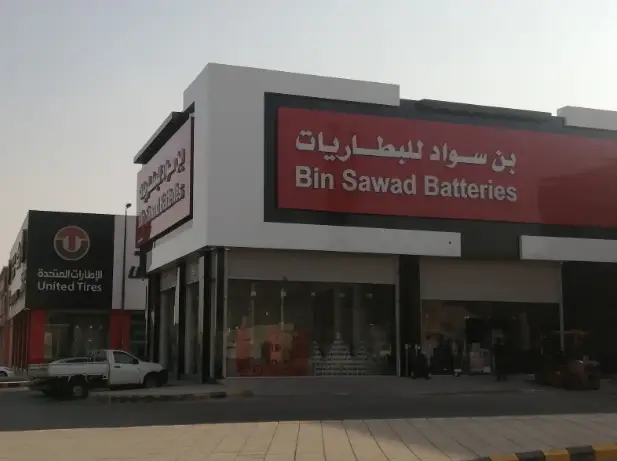 بن سواد للبطاريات
Bin Sawad Batteries
الإطارات المتحدة
United Tires